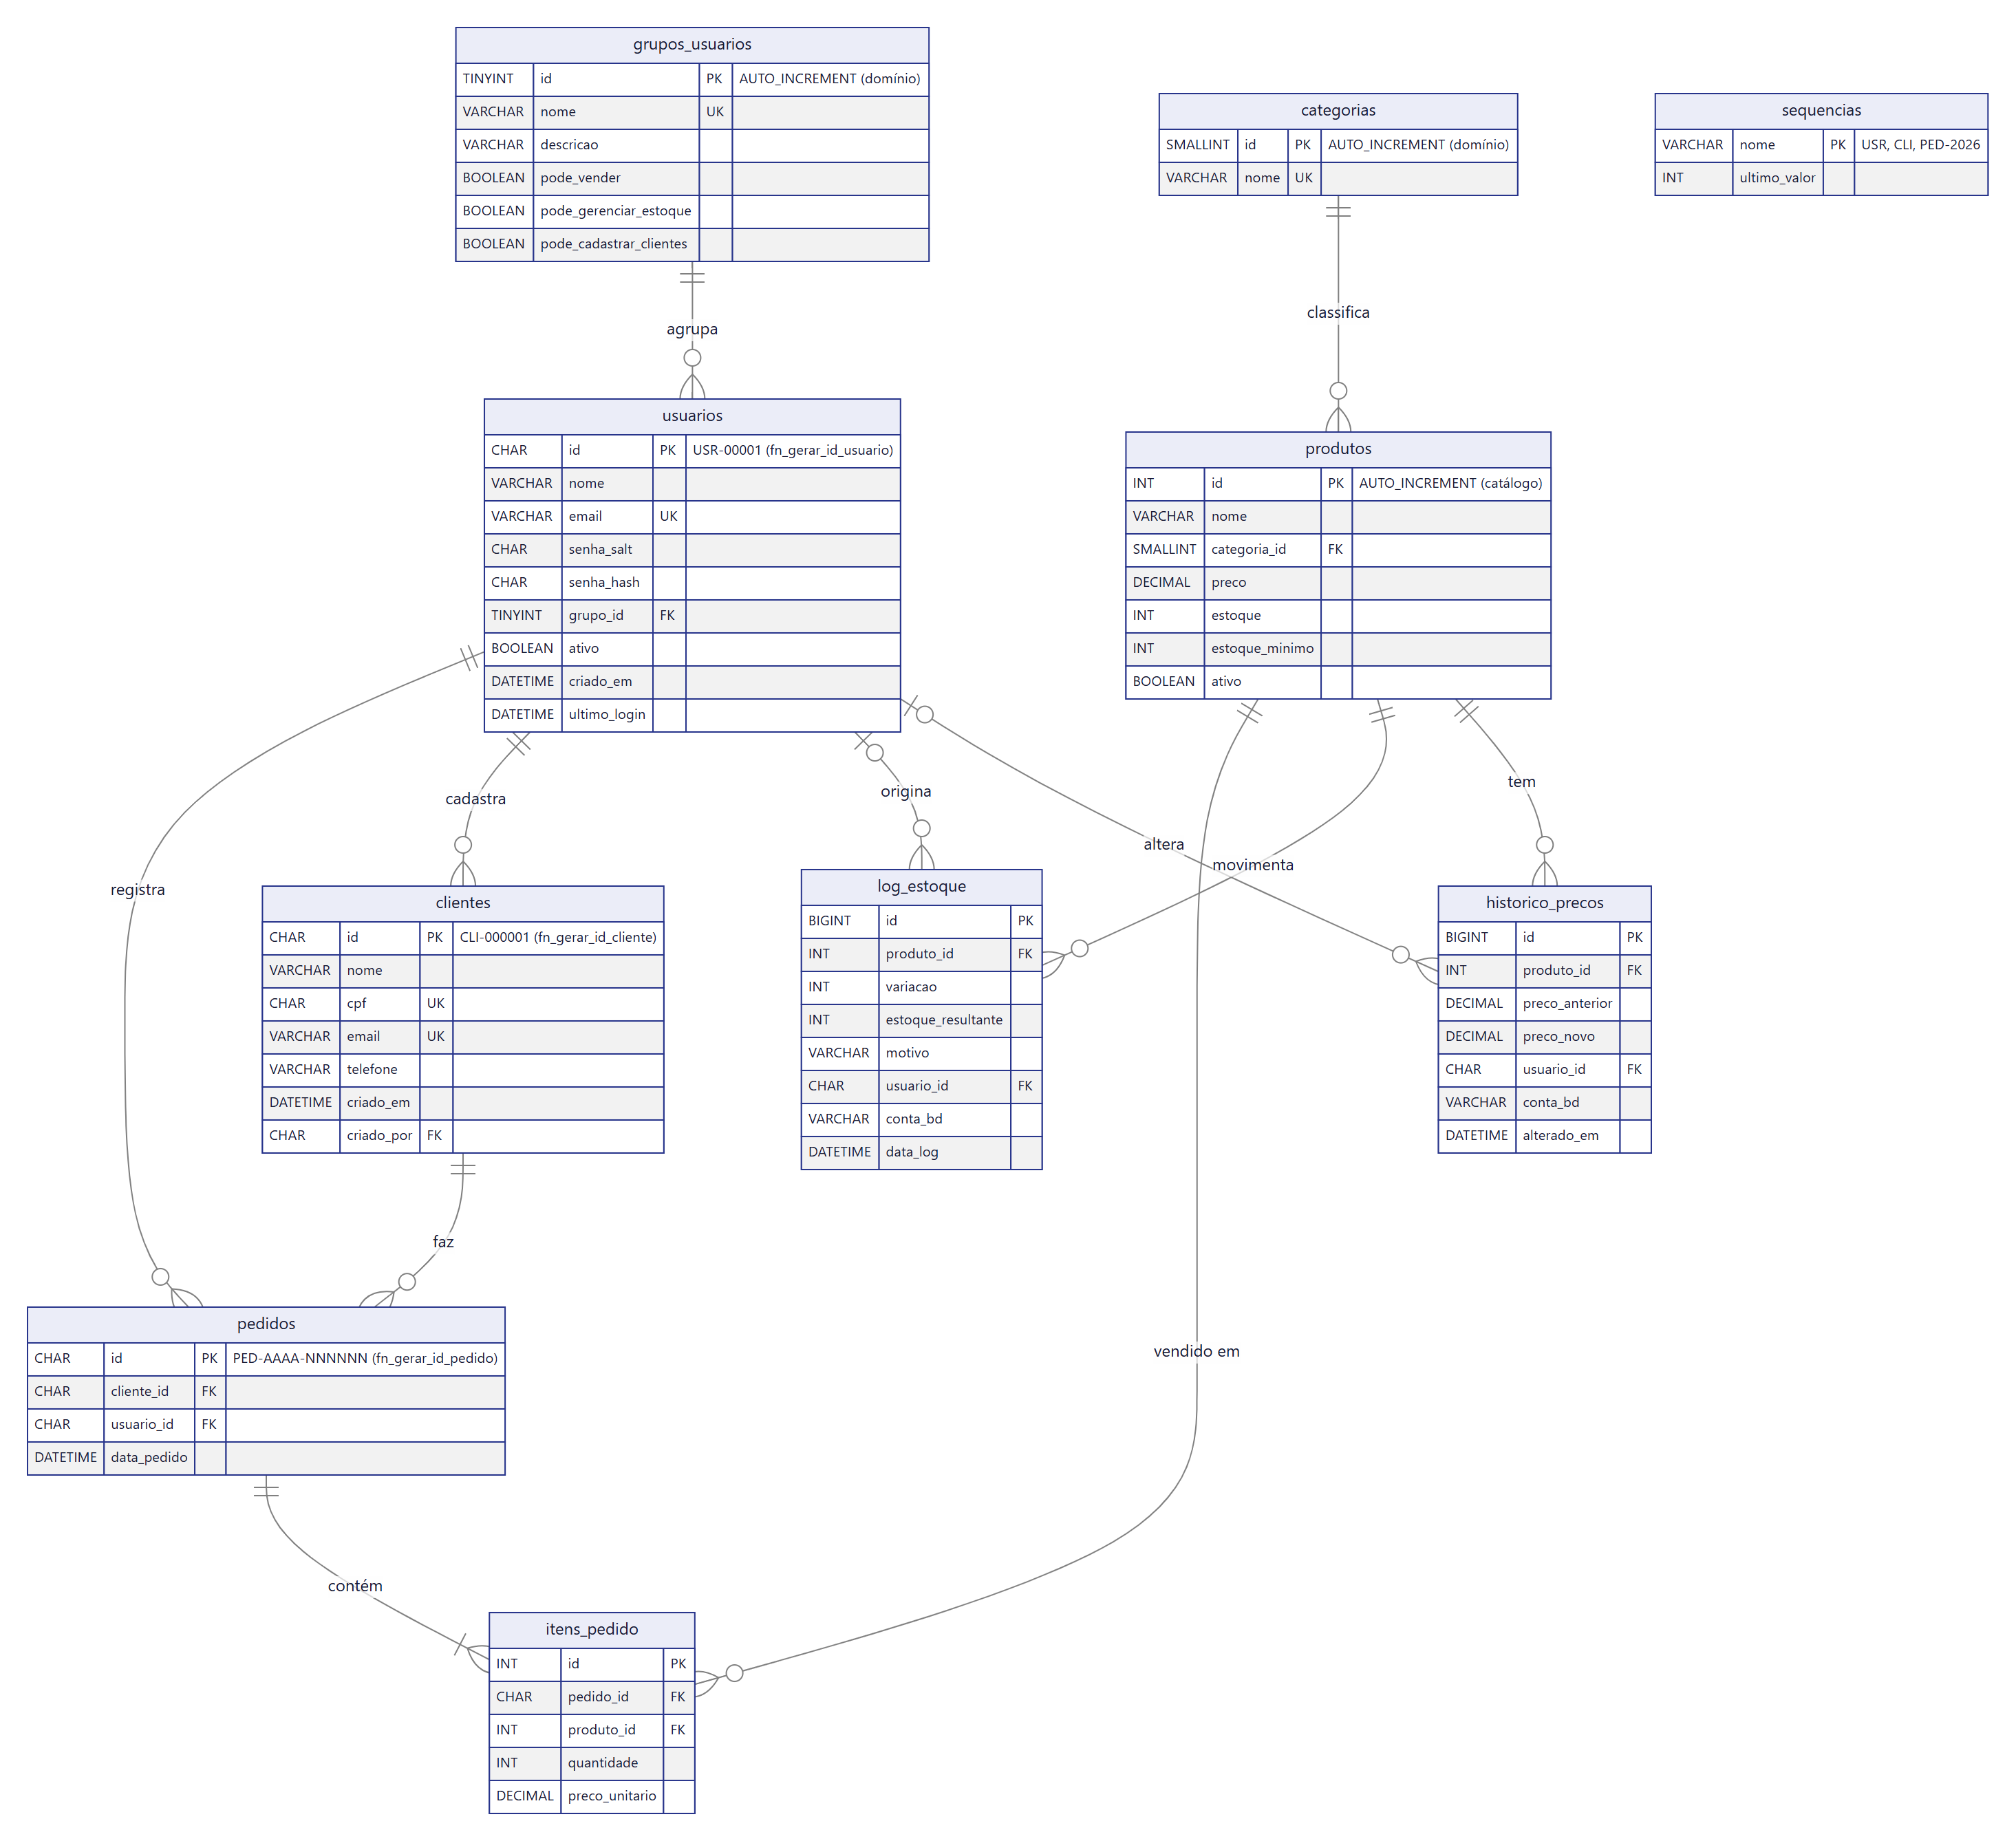 grupos_usuarios
TINYINT id PK AUTO_INCREMENT (domínio)
VARCHAR nome UK
VARCHAR descricao
BOOLEAN pode_vender
BOOLEAN pode_gerenciar_estoque
BOOLEAN pode_cadastrar_clientes
categorias
SMALLINT id PK AUTO_INCREMENT (domínio)
VARCHAR nome UK
sequencias
VARCHAR nome PK USR, CLI, PED-2026
INT ultimo_valor
agrupa
classifica
usuarios
CHAR id PK USR-00001 (fn_gerar_id_usuario)
VARCHAR nome
VARCHAR email UK
CHAR senha_salt
CHAR senha_hash
TINYINT grupo_id FK
BOOLEAN ativo
DATETIME criado_em
DATETIME ultimo_login
produtos
INT id PK AUTO_INCREMENT (catálogo)
VARCHAR nome
SMALLINT categoria_id FK
DECIMAL preco
INT estoque
INT estoque_minimo
BOOLEAN ativo
cadastra
origina
altera
movimenta
tem
registra
clientes
CHAR id PK CLI-000001 (fn_gerar_id_cliente)
VARCHAR nome
CHAR cpf UK
VARCHAR email UK
VARCHAR telefone
DATETIME criado_em
CHAR criado_por FK
log_estoque
BIGINT id PK
INT produto_id FK
INT variacao
INT estoque_resultante
VARCHAR motivo
CHAR usuario_id FK
VARCHAR conta_bd
DATETIME data_log
historico_precos
BIGINT id PK
INT produto_id FK
DECIMAL preco_anterior
DECIMAL preco_novo
CHAR usuario_id FK
VARCHAR conta_bd
DATETIME alterado_em
faz
pedidos
CHAR id PK PED-AAAA-NNNNNN (fn_gerar_id_pedido)
CHAR cliente_id FK
CHAR usuario_id FK
DATETIME data_pedido
vendido em
contém
itens_pedido
INT id PK
CHAR pedido_id FK
INT produto_id FK
INT quantidade
DECIMAL preco_unitario